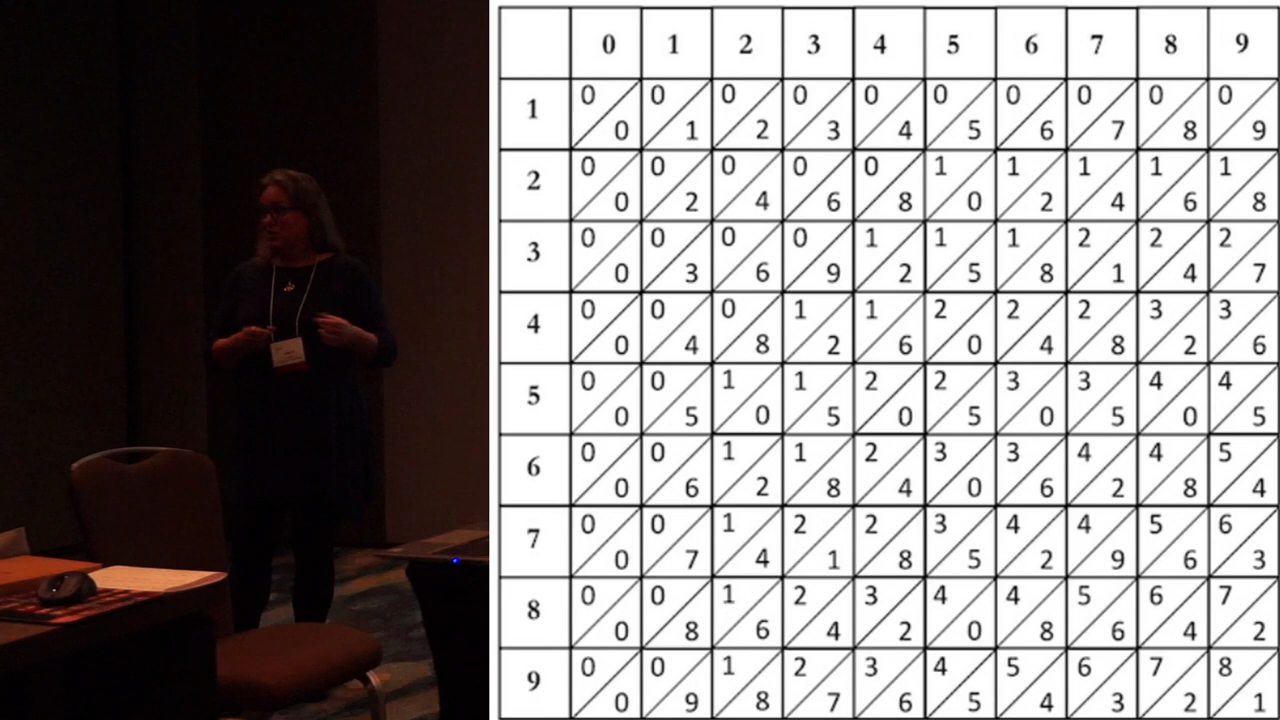 0 1 2 3 4 5 6 7 8 9
1 0/0 0/1 0/2 0/3 0/4 0/5 0/6 0/7 0/8 0/9
2 0/0 0/2 0/4 0/6 0/8 1/0 1/2 1/4 1/6 1/8
3 0/0 0/3 0/6 0/9 1/2 1/5 1/8 2/1 2/4 2/7
4 0/0 0/4 0/8 1/2 1/6 2/0 2/4 2/8 3/2 3/6
5 0/0 0/5 1/0 1/5 2/0 2/5 3/0 3/5 4/0 4/5
6 0/0 0/6 1/2 1/8 2/4 3/0 3/6 4/2 4/8 5/4
7 0/0 0/7 1/4 2/1 2/8 3/5 4/2 4/9 5/6 6/3
8 0/0 0/8 1/6 2/4 3/2 4/0 4/8 5/6 6/4 7/2
9 0/0 0/9 1/8 2/7 3/6 4/5 5/4 6/3 7/2 8/1